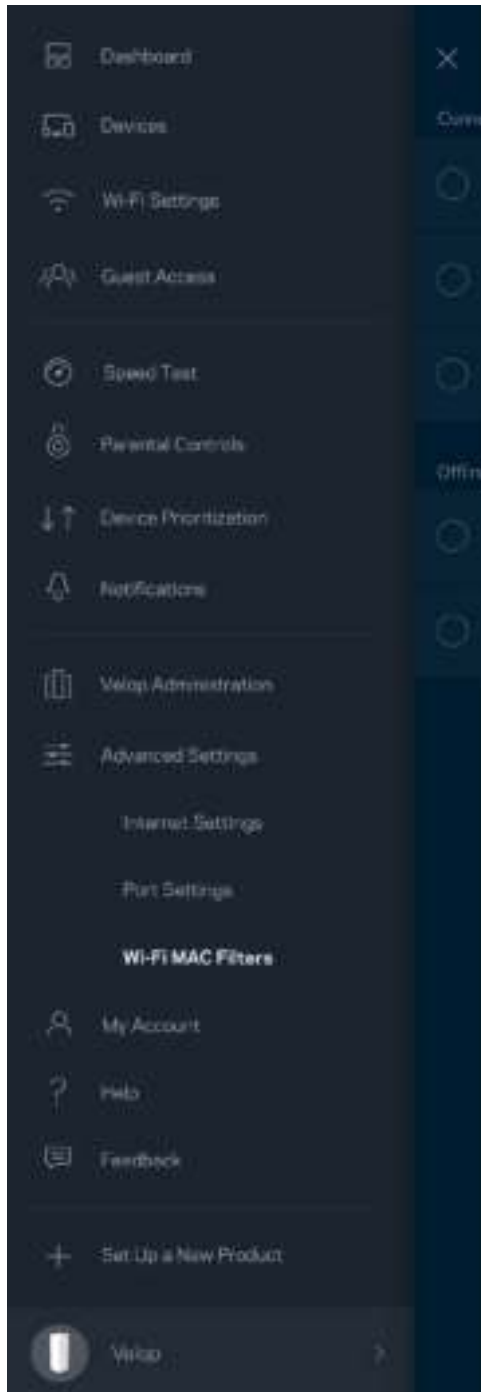 Dashboard
Devices
Wi-Fi Settings
Guest Access
Speed Test
Parental Controls
Device Prioritization
Notifications
Velop Administration
Advanced Settings
Internet Settings
Port Settings
Wi-Fi MAC Filters
My Account
Help
Feedback
Set Up a New Product
Velop